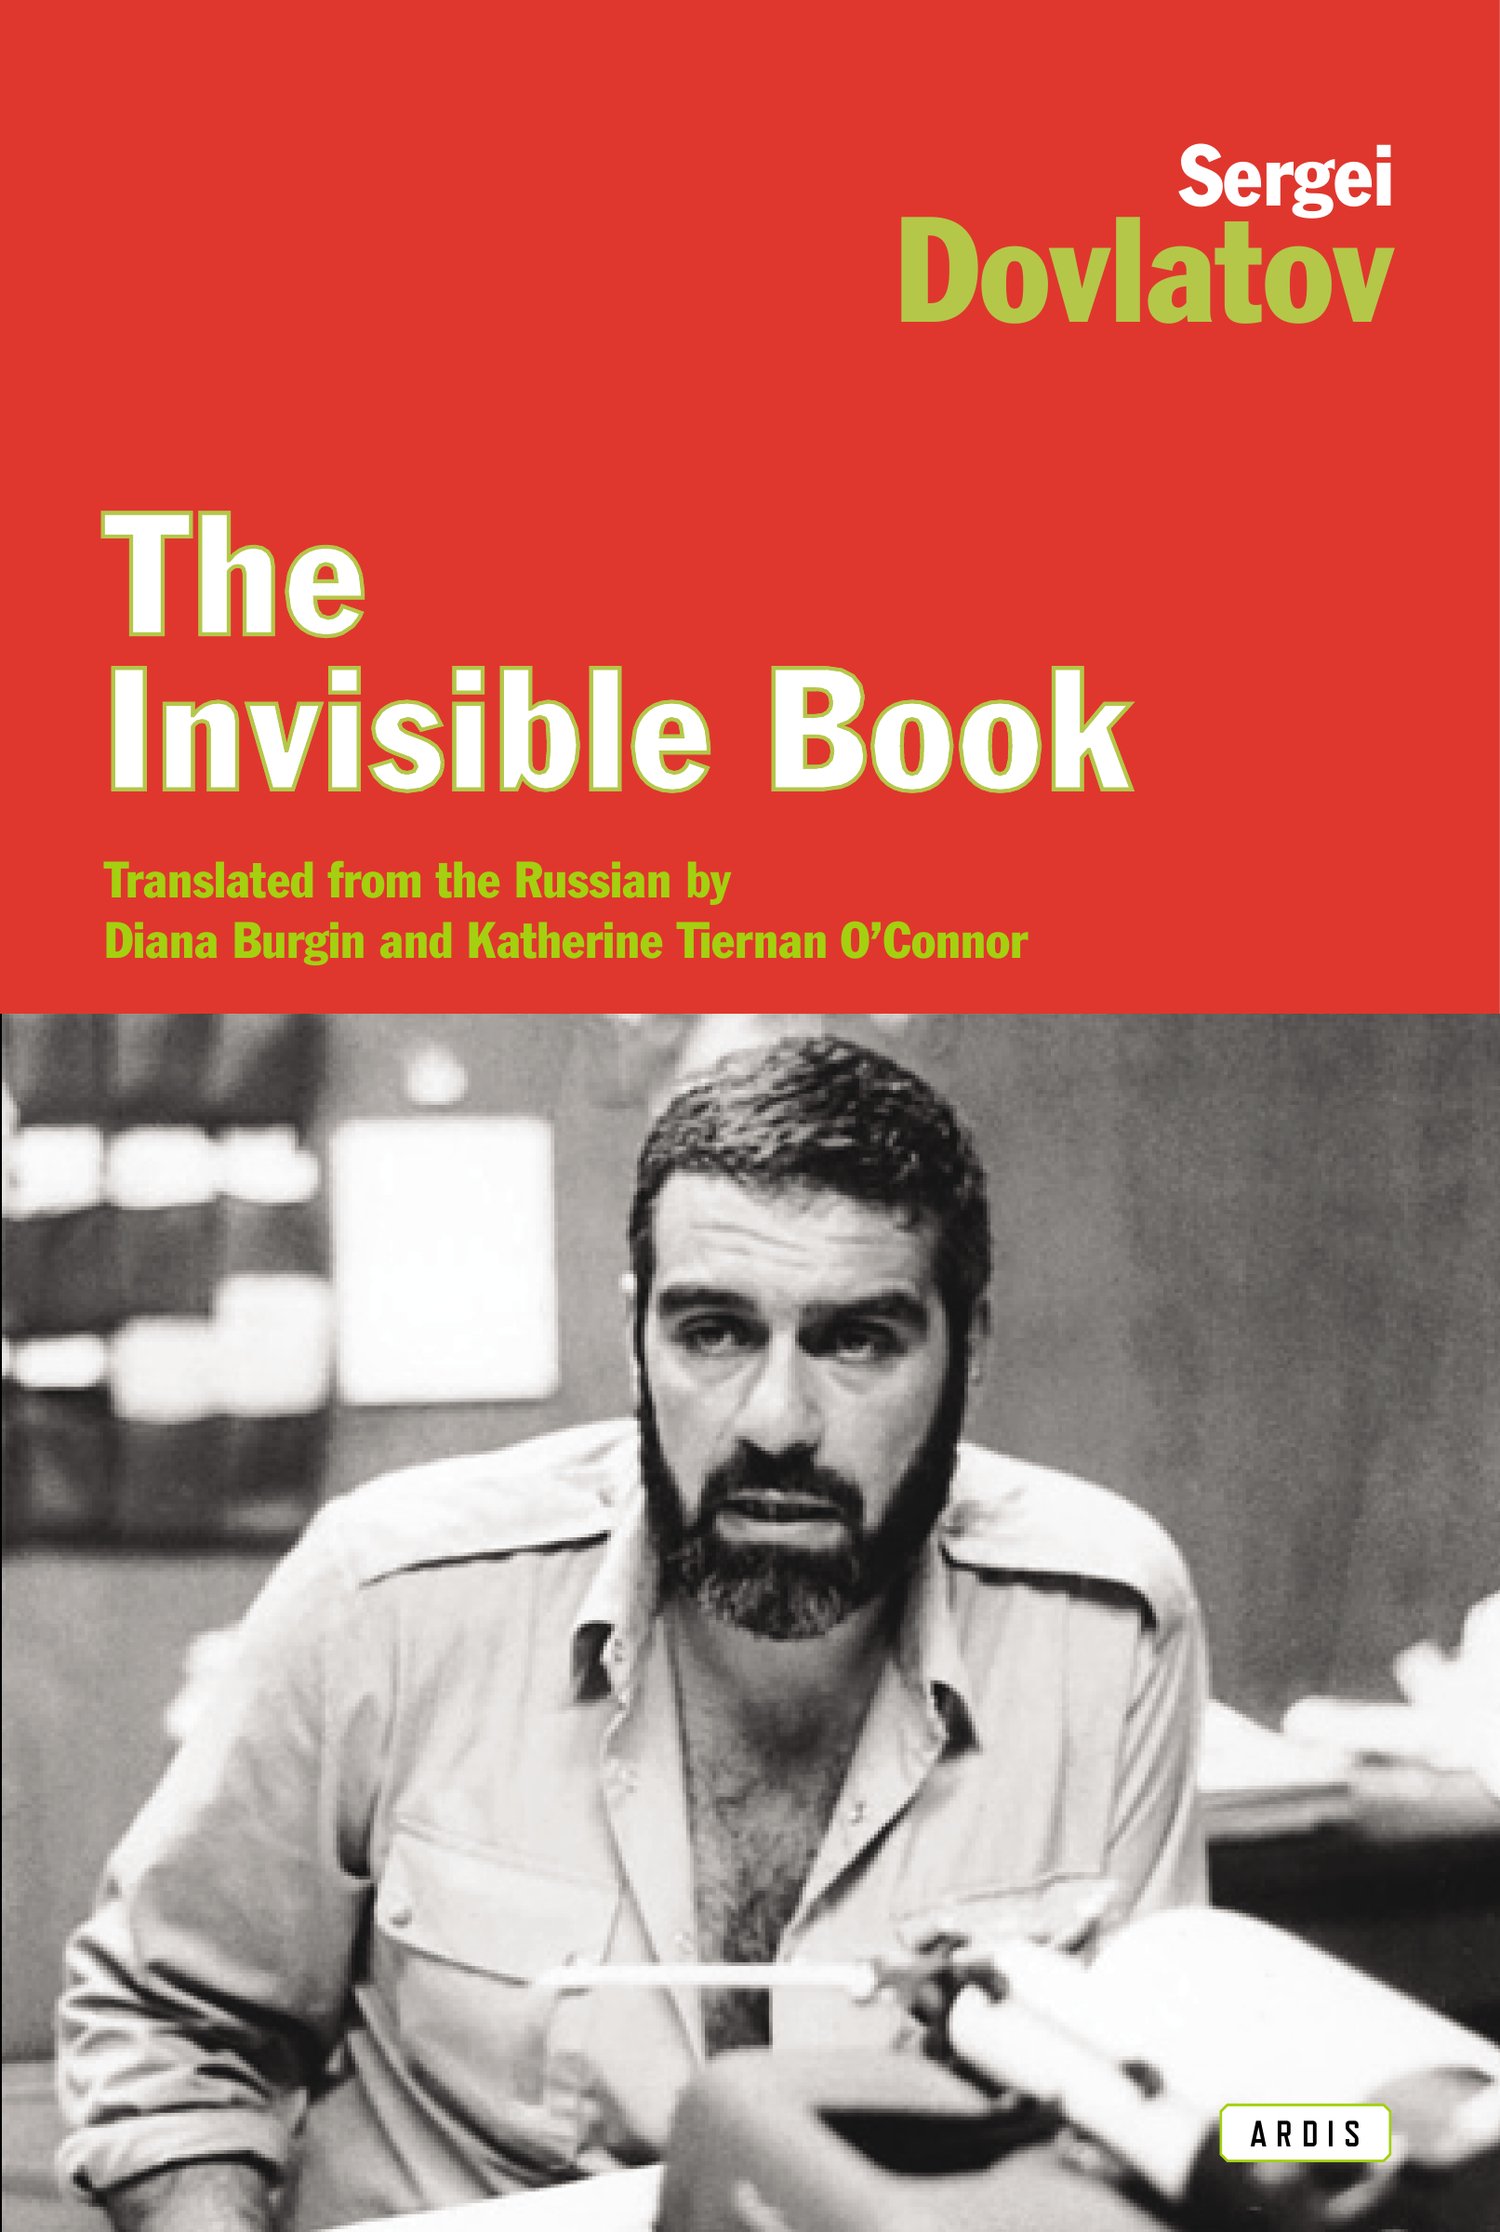 Sergei
Dovlatov
The
Invisible Book
Translated from the Russian by
Diana Burgin and Katherine Tiernan O’Connor
ARDIS